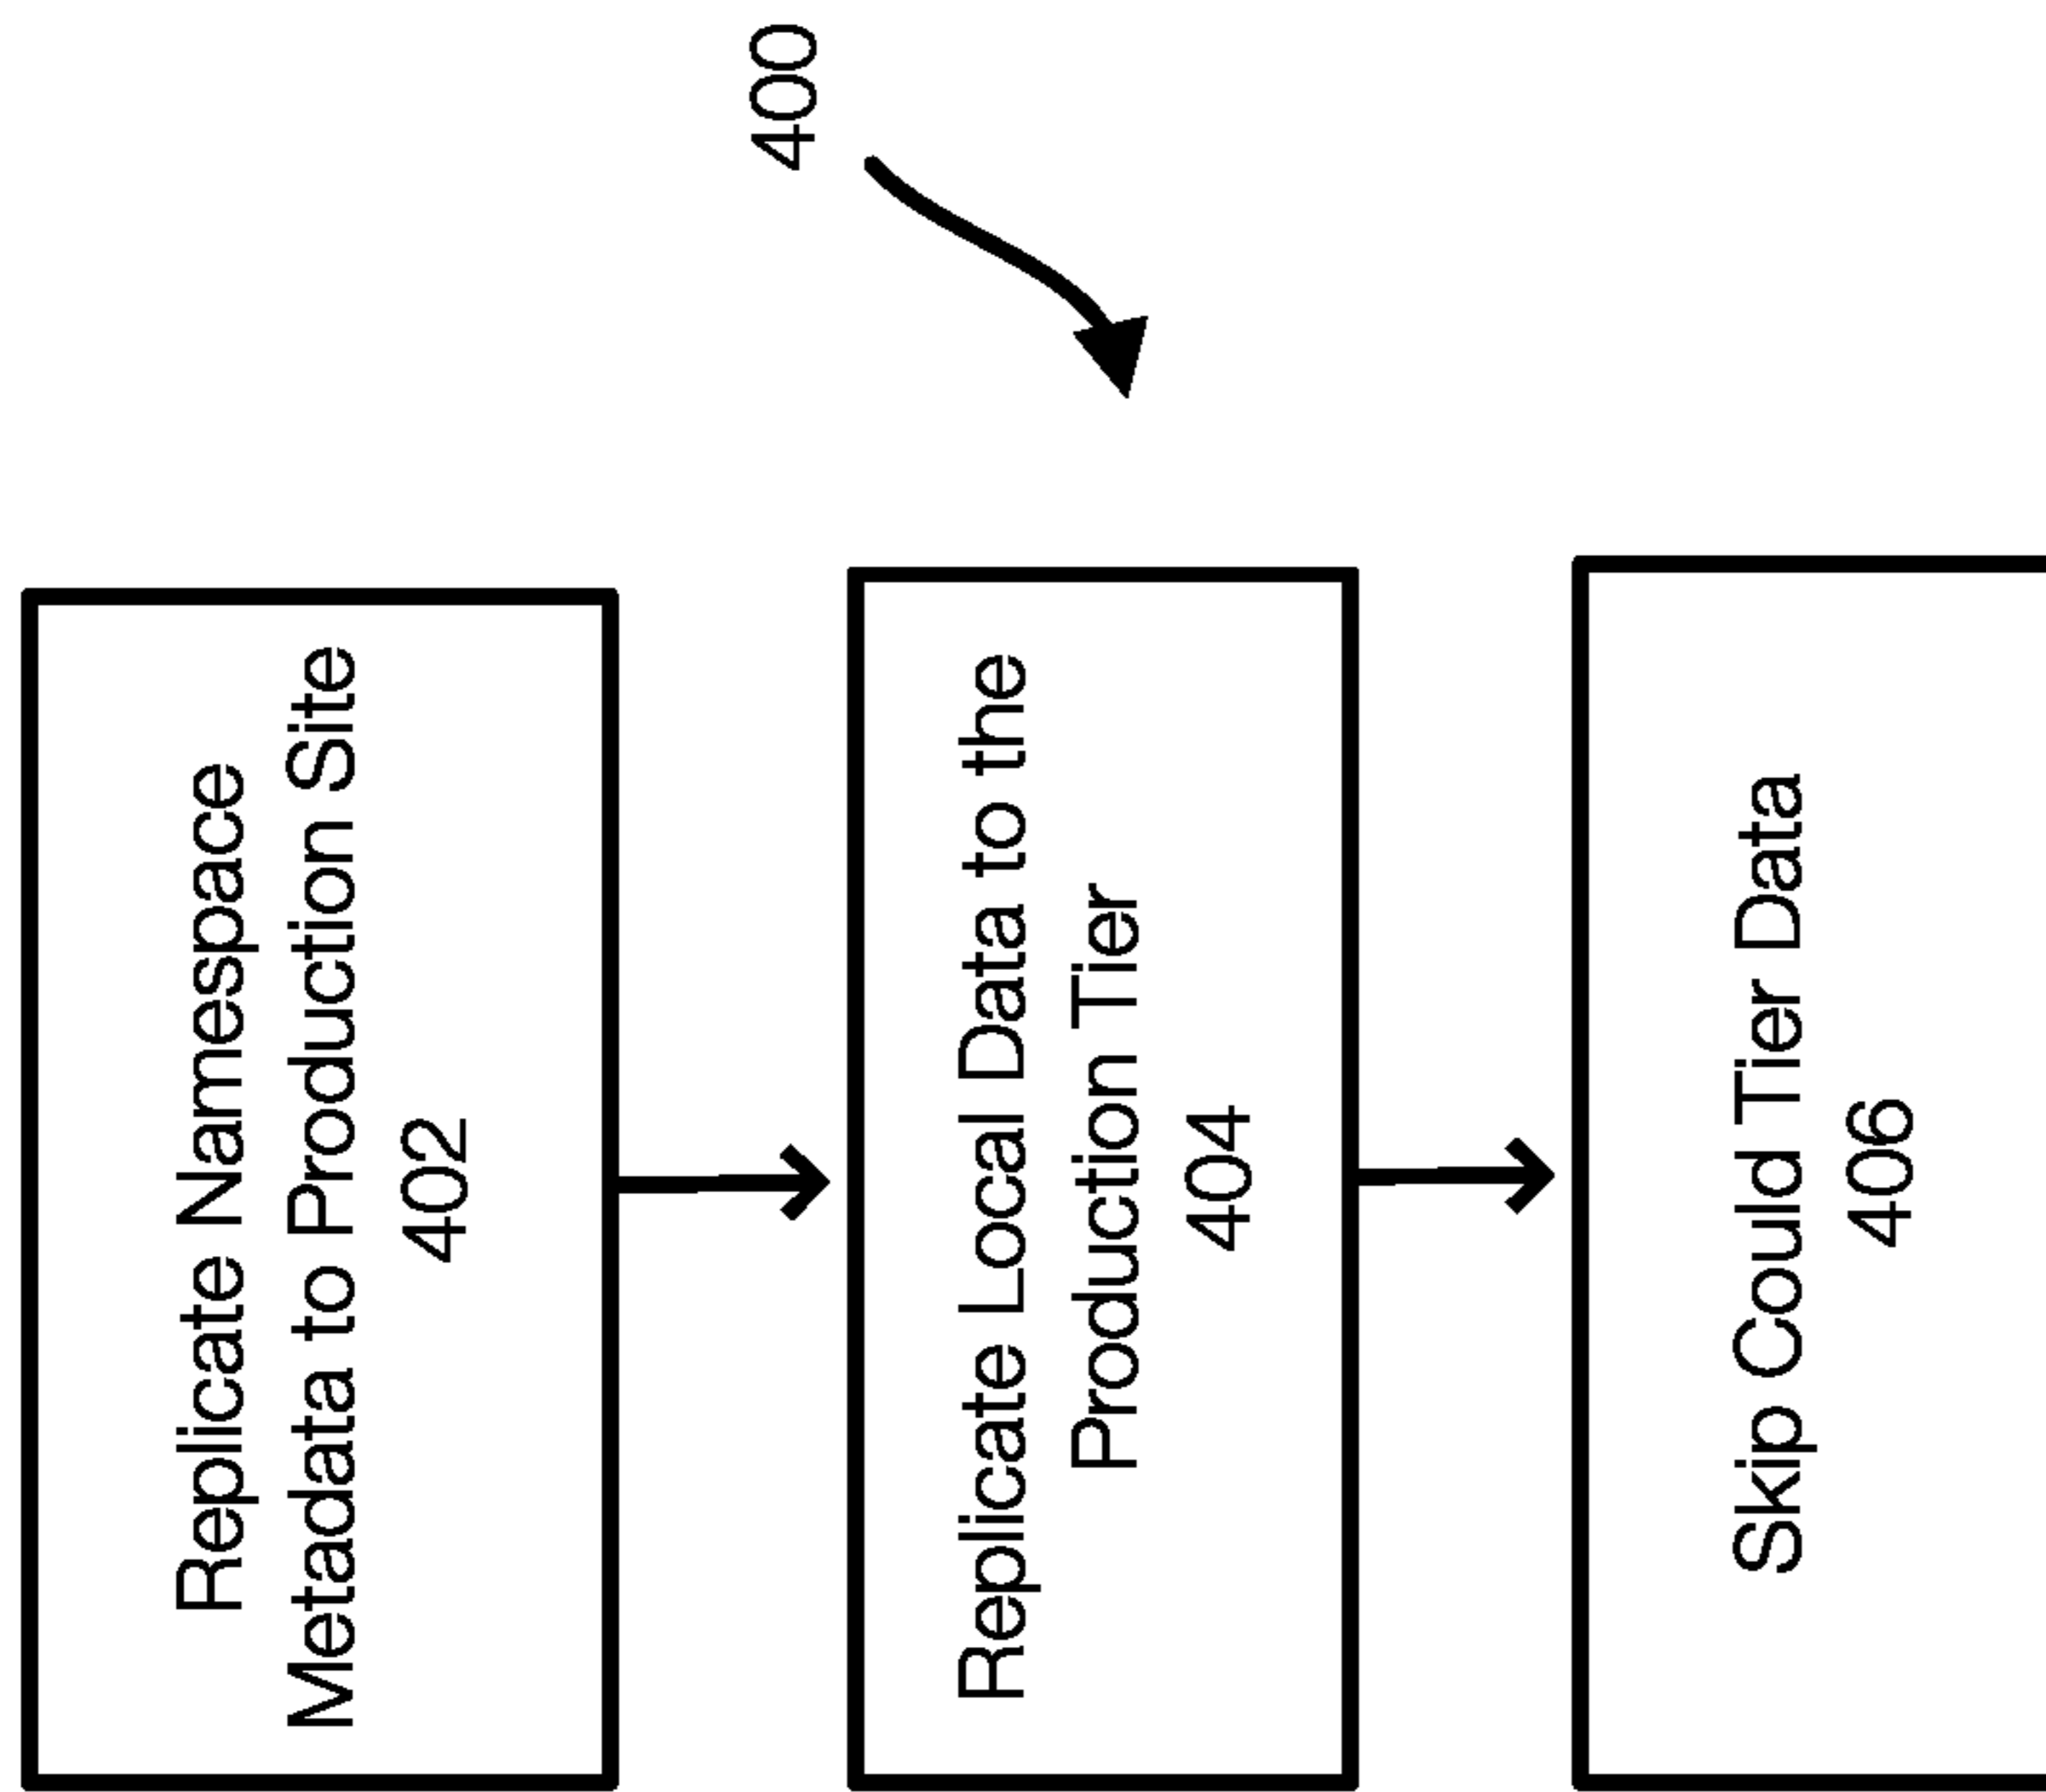 400
Replicate Namespace
Metadata to Production Site
402
Replicate Local Data to the
Production Tier
404
Skip Could Tier Data
406